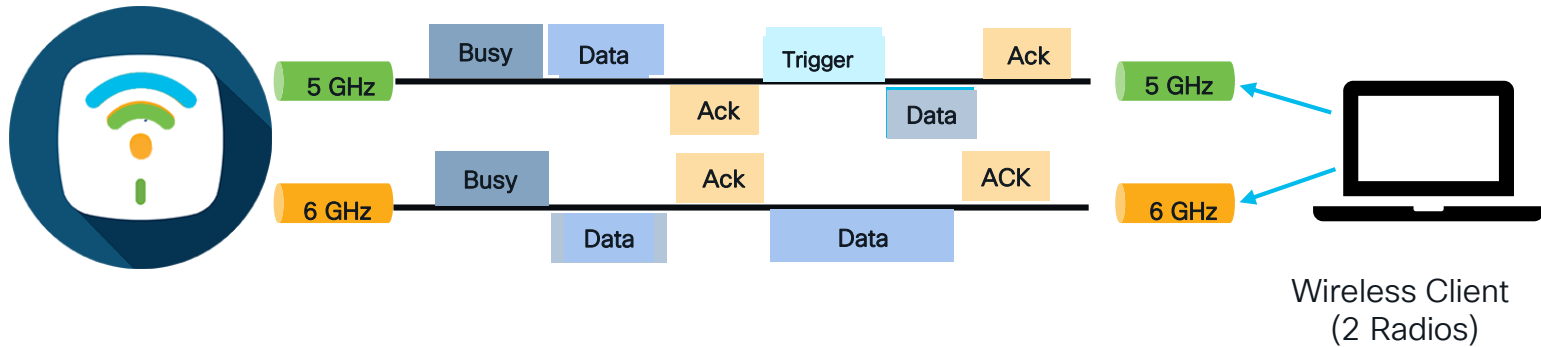 Busy
Data
Trigger
Ack
5 GHz
5 GHz
Ack
Data
Busy
Ack
ACK
6 GHz
6 GHz
Data
Data
Wireless Client
(2 Radios)